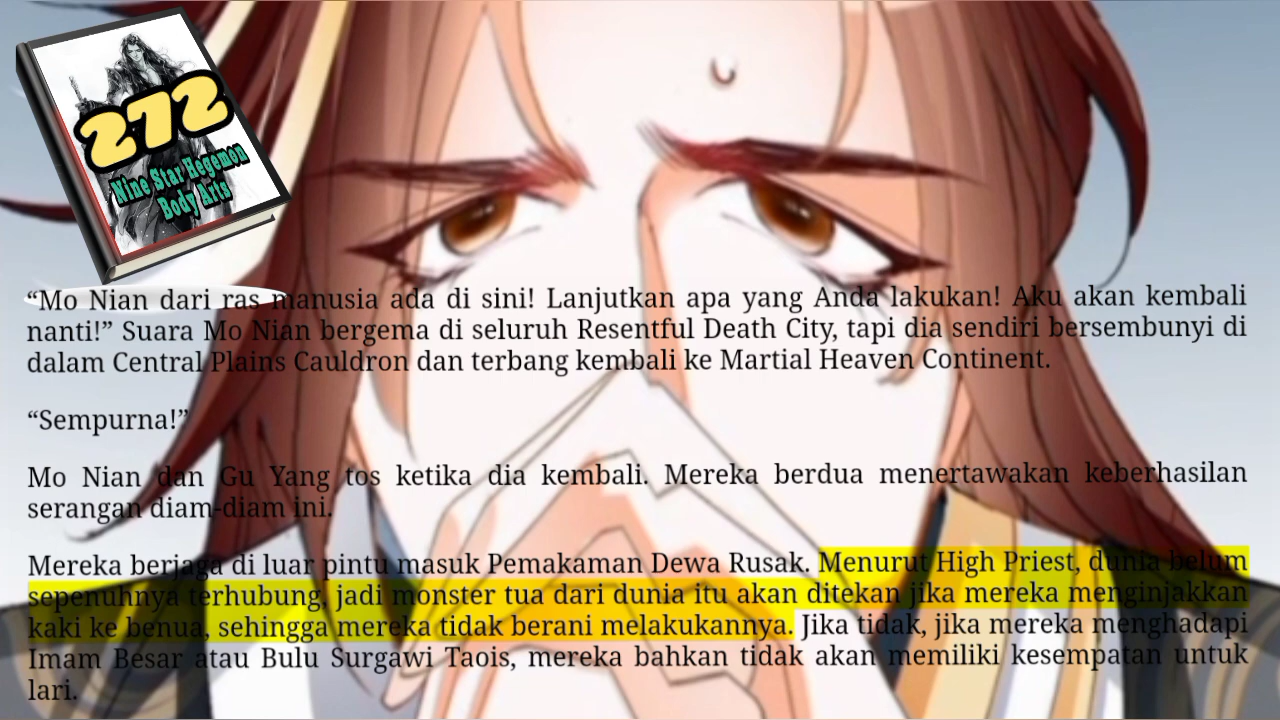 272
Nine Star Hegemon
Body Arts
“Mo Nian dari ras manusia ada di sini! Lanjutkan apa yang Anda lakukan! Aku akan kembali
nanti!” Suara Mo Nian bergema di seluruh Resentful Death City, tapi dia sendiri bersembunyi di
dalam Central Plains Cauldron dan terbang kembali ke Martial Heaven Continent.
“Sempurna!”
Mo Nian dan Gu Yang tos ketika dia kembali. Mereka berdua menertawakan keberhasilan
serangan diam-diam ini.
Mereka berjaga di luar pintu masuk Pemakaman Dewa Rusak. Menurut High Priest, dunia belum
sepenuhnya terhubung, jadi monster tua dari dunia itu akan ditekan jika mereka menginjakkan
kaki ke benua, sehingga mereka tidak berani melakukannya. Jika tidak, jika mereka menghadapi
Imam Besar atau Bulu Surgawi Taois, mereka bahkan tidak akan memiliki kesempatan untuk
lari.